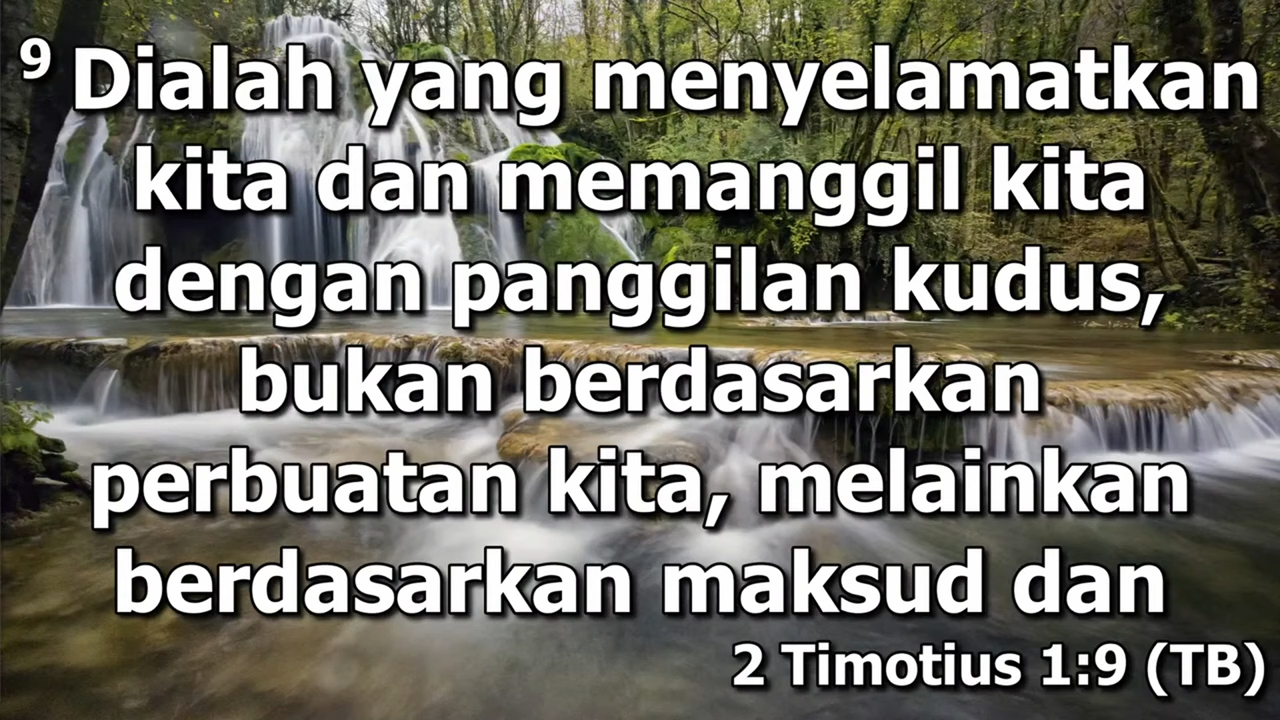 9 Dialah yang menyelamatkan
kita dan memanggil kita
dengan panggilan kudus,
bukan berdasarkan
perbuatan kita, melainkan
berdasarkan maksud dan
2 Timotius 1:9 (TB)